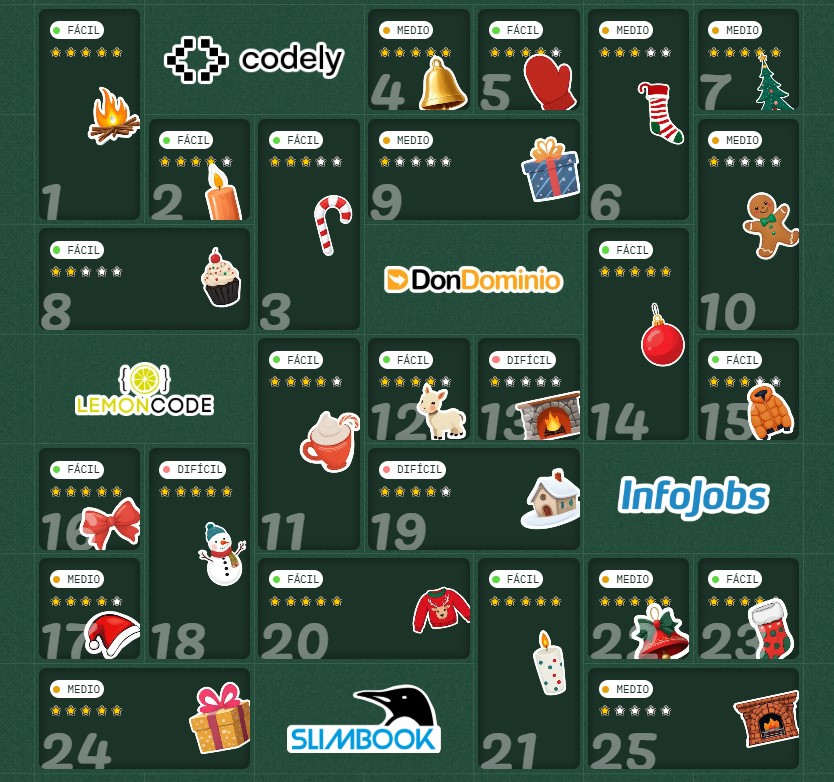 FÁCIL
1
codely
MEDIO
4
FÁCIL
5
MEDIO
6
MEDIO
7
FÁCIL
2
FÁCIL
3
MEDIO
9
MEDIO
10
FÁCIL
8
DonDominio
FÁCIL
14
{ }
LEMONCODE
FÁCIL
11
FÁCIL
12
DIFÍCIL
13
FÁCIL
15
FÁCIL
16
DIFÍCIL
18
DIFÍCIL
19
InfoJobs
MEDIO
17
FÁCIL
20
FÁCIL
21
MEDIO
22
FÁCIL
23
MEDIO
24
SLIMBOOK
MEDIO
25